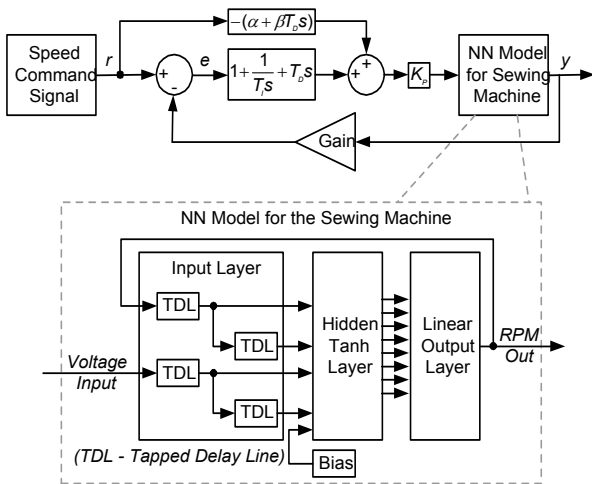 Speed
Command
Signal
r
+
-
e
-(α + βT_D s)
1 + 1/(T_I s) + T_D s
+
+
K_P
NN Model
for Sewing
Machine
y
Gain
NN Model for the Sewing Machine
Input Layer
TDL
TDL
TDL
TDL
Voltage
Input
Hidden
Tanh
Layer
Linear
Output
Layer
RPM
Out
(TDL - Tapped Delay Line)
Bias